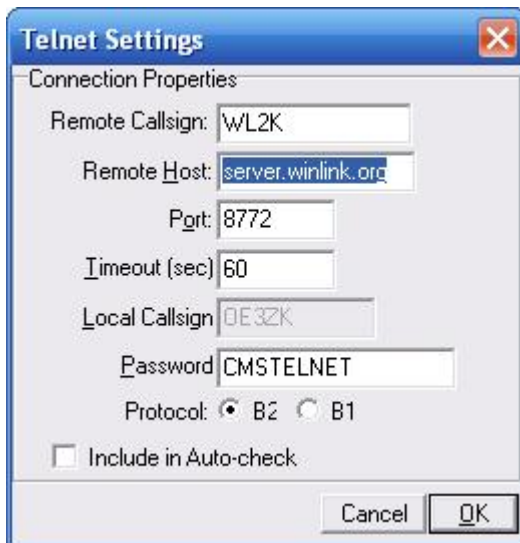 Telnet Settings
Connection Properties
Remote Callsign: WL2K
Remote Host: server.winlink.org
Port: 8772
Timeout (sec) 60
Local Callsign OE3ZK
Password CMSTELNET
Protocol: B2 B1
Include in Auto-check
Cancel OK